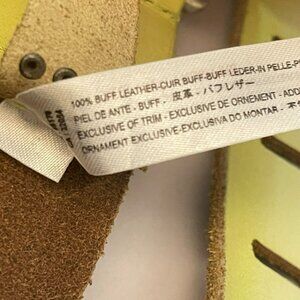 100% BUFF LEATHER-CUIR BUFF-BUFF LEDER-IN PELLE-P
PIEL DE ANTE - BUFF - 皮革 - バフレザー
EXCLUSIVE OF TRIM - EXCLUSIVE DE ORNEMENT - ADD
ORNAMENT EXCLUSIVE-EXCLUSIVA DO MONTAR -